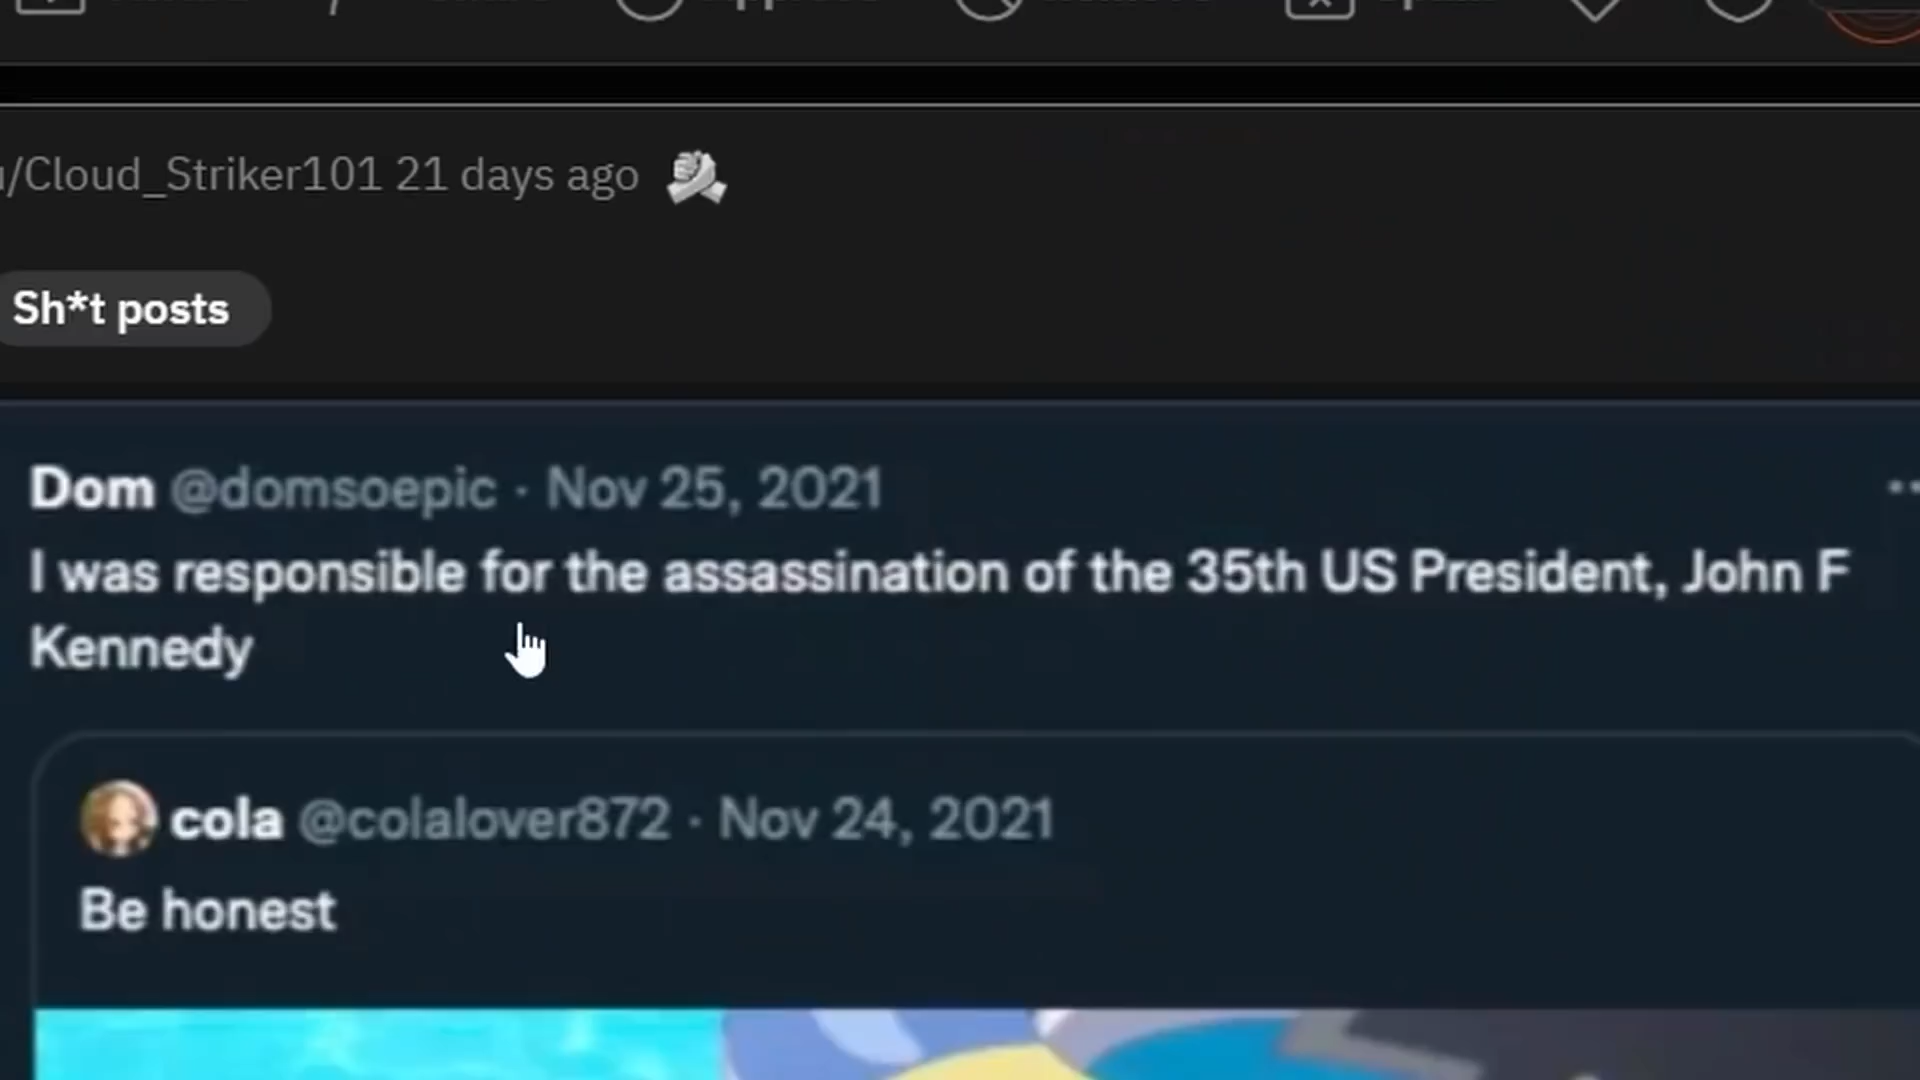 u/Cloud_Striker101 21 days ago
Sh*t posts
Dom @domsoepic · Nov 25, 2021
I was responsible for the assassination of the 35th US President, John F
Kennedy
cola @colalover872 · Nov 24, 2021
Be honest